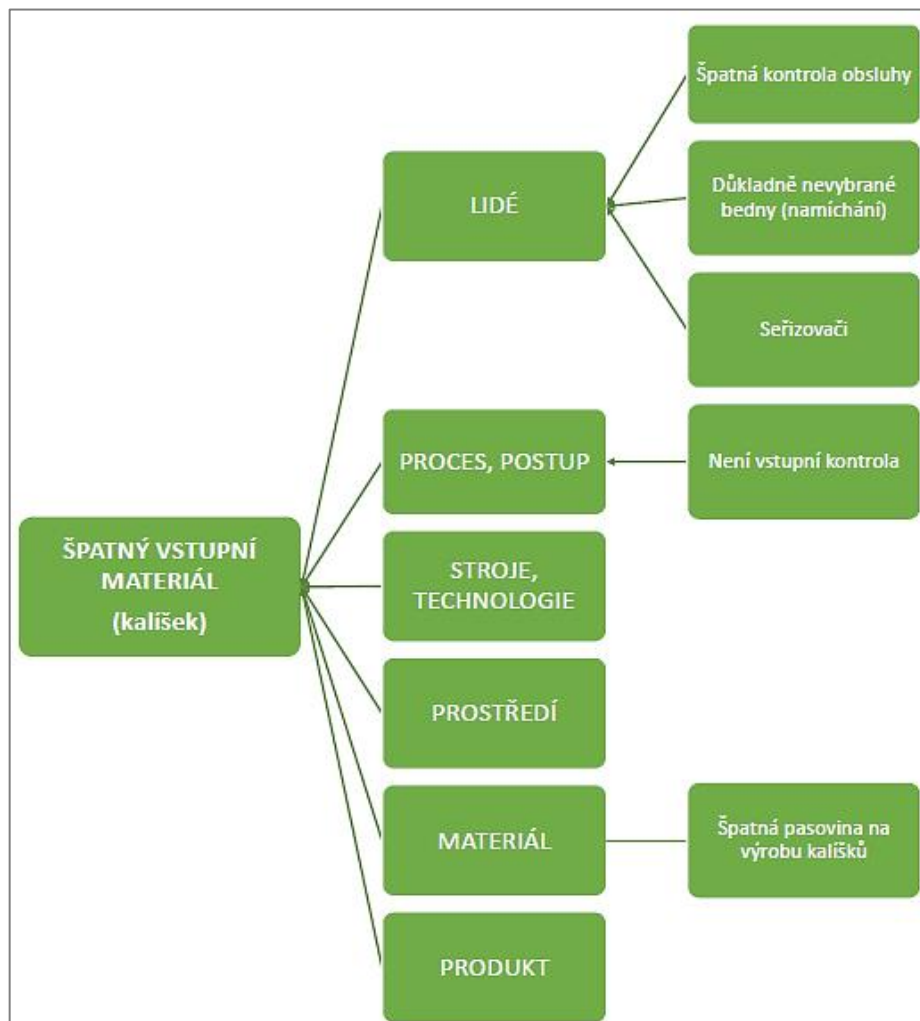 Špatná kontrola obsluhy
LIDÉ
Důkladně nevybrané
bedny (namíchání)
Seřizovači
PROCES, POSTUP
Není vstupní kontrola
ŠPATNÝ VSTUPNÍ
MATERIÁL
(kalíšek)
STROJE,
TECHNOLOGIE
PROSTŘEDÍ
MATERIÁL
Špatná pasovina na
výrobu kalíšků
PRODUKT